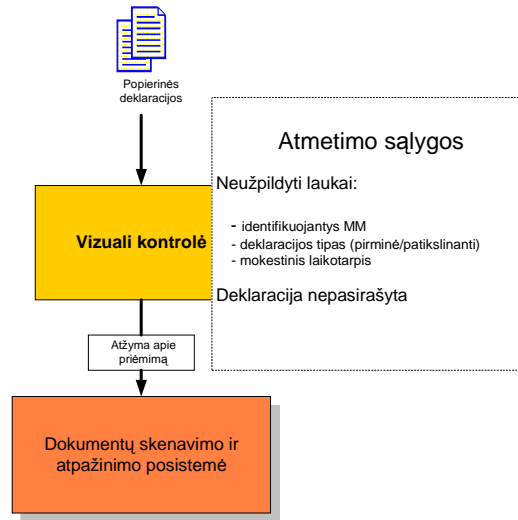 Popierinės
deklaracijos
Atmetimo sąlygos
Neužpildyti laukai:
- identifikuojantys MM
- deklaracijos tipas (pirminė/patikslinanti)
- mokestinis laikotarpis
Deklaracija nepasirašyta
Vizuali kontrolė
Atžyma apie
priėmimą
Dokumentų skenavimo ir
atpažinimo posistemė